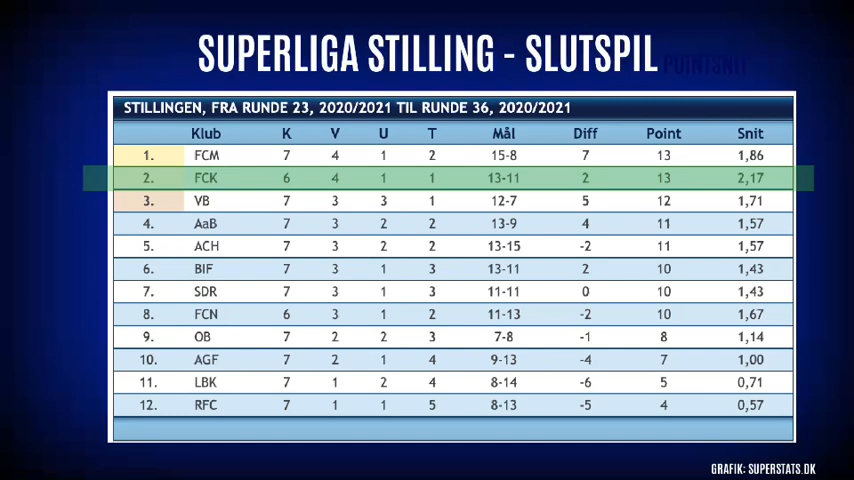 SUPERLIGA STILLING - SLUTSPIL
POINTSNIT
STILLINGEN, FRA RUNDE 23, 2020/2021 TIL RUNDE 36, 2020/2021
Klub K V U T Mål Diff Point Snit
1. FCM 7 4 1 2 15-8 7 13 1,86
2. FCK 6 4 1 1 13-11 2 13 2,17
3. VB 7 3 3 1 12-7 5 12 1,71
4. AaB 7 3 2 2 13-9 4 11 1,57
5. ACH 7 3 2 2 13-15 -2 11 1,57
6. BIF 7 3 1 3 13-11 2 10 1,43
7. SDR 7 3 1 3 11-11 0 10 1,43
8. FCN 6 3 1 2 11-13 -2 10 1,67
9. OB 7 2 2 3 7-8 -1 8 1,14
10. AGF 7 2 1 4 9-13 -4 7 1,00
11. LBK 7 1 2 4 8-14 -6 5 0,71
12. RFC 7 1 1 5 8-13 -5 4 0,57
GRAFIK: SUPERSTATS.DK